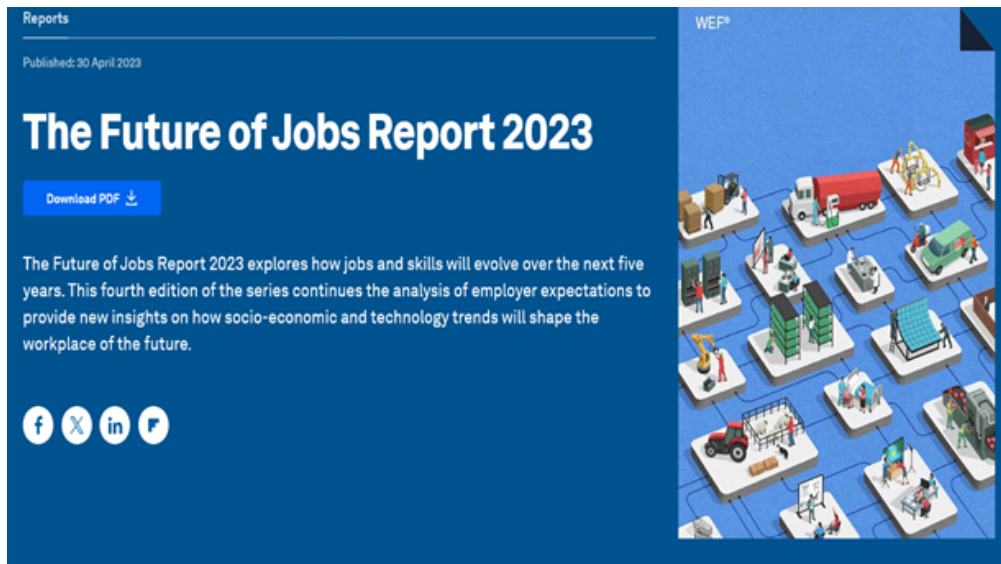 Reports
WEF®
Published: 30 April 2023
The Future of Jobs Report 2023
Download PDF
The Future of Jobs Report 2023 explores how jobs and skills will evolve over the next five
years. This fourth edition of the series continues the analysis of employer expectations to
provide new insights on how socio-economic and technology trends will shape the
workplace of the future.